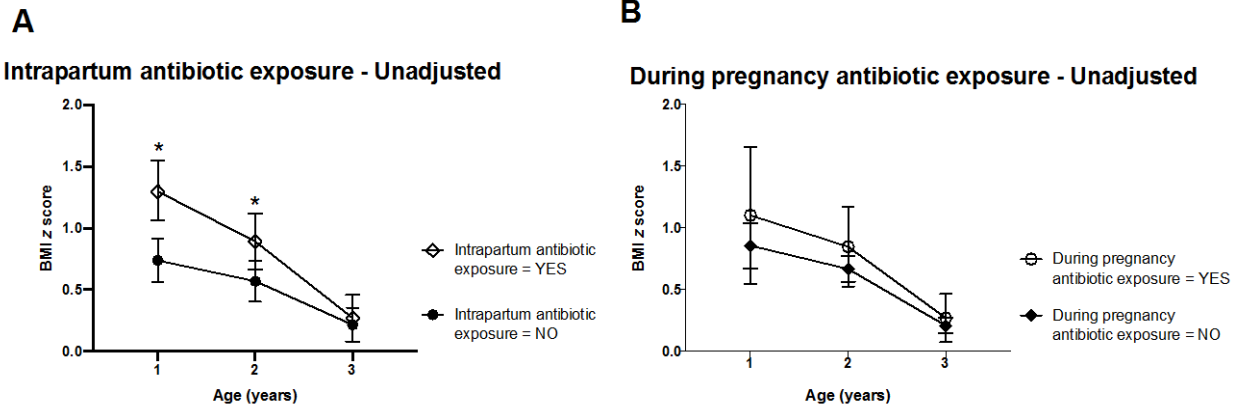 A
Intrapartum antibiotic exposure - Unadjusted
2.0
1.5
1.0
0.5
0.0
BMI z score
*
*
1 2 3
Age (years)
Intrapartum antibiotic
exposure = YES
Intrapartum antibiotic
exposure = NO
B
During pregnancy antibiotic exposure - Unadjusted
2.0
1.5
1.0
0.5
0.0
BMI z score
1 2 3
Age (years)
During pregnancy
antibiotic exposure = YES
During pregnancy
antibiotic exposure = NO